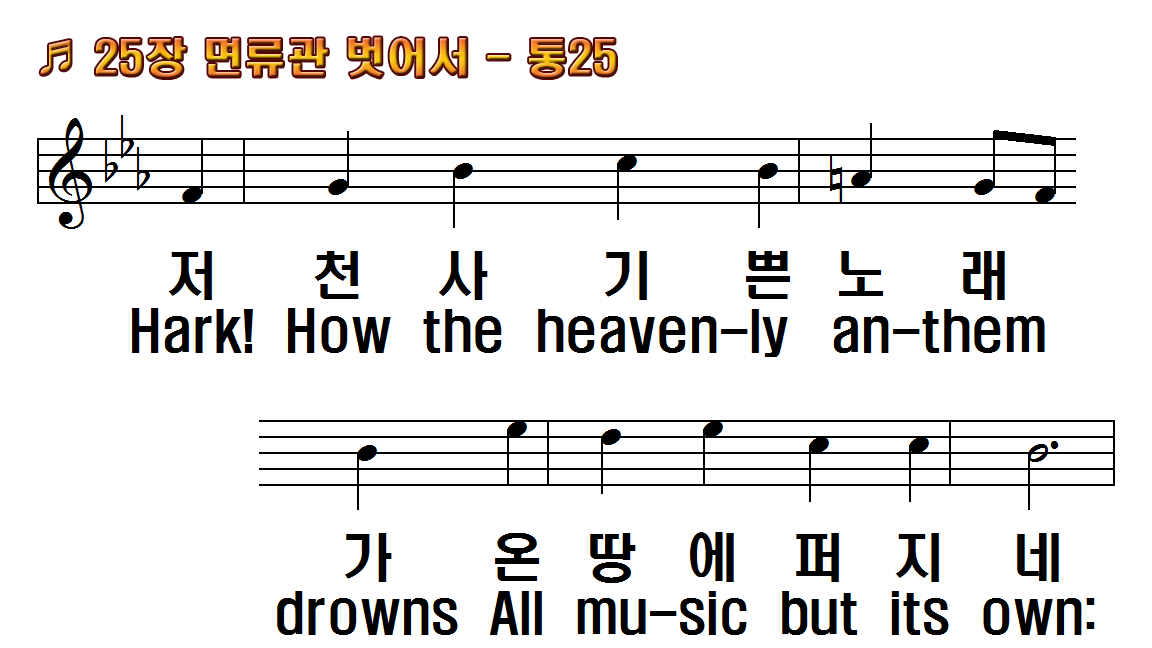 ♬ 25장 면류관 벗어서 - 통25
저 천 사 기 쁜 노 래
Hark! How the heaven-ly an-them
가 온 땅 에 퍼 지 네
drowns All mu-sic but its own: